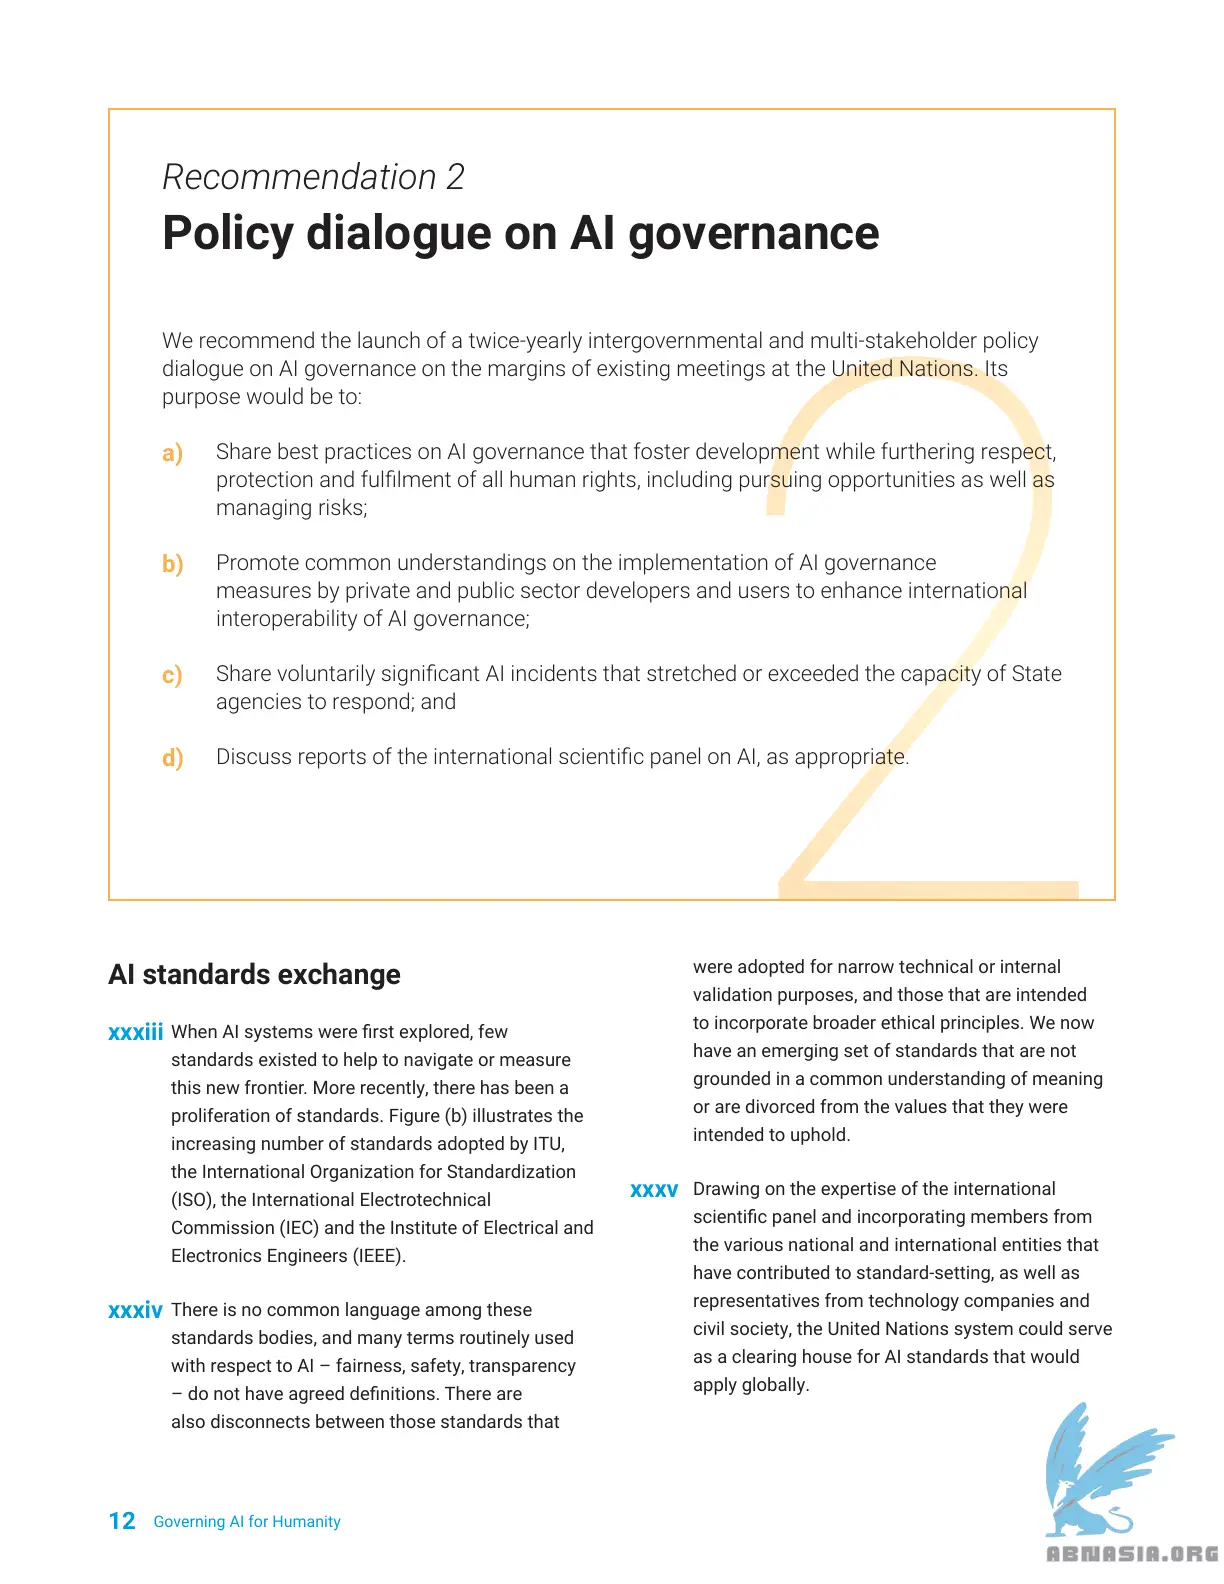 Recommendation 2
Policy dialogue on AI governance
We recommend the launch of a twice-yearly intergovernmental and multi-stakeholder policy
dialogue on AI governance on the margins of existing meetings at the United Nations. Its
purpose would be to:
a) Share best practices on AI governance that foster development while furthering respect,
protection and fulfilment of all human rights, including pursuing opportunities as well as
managing risks;
b) Promote common understandings on the implementation of AI governance
measures by private and public sector developers and users to enhance international
interoperability of AI governance;
c) Share voluntarily significant AI incidents that stretched or exceeded the capacity of State
agencies to respond; and
d) Discuss reports of the international scientific panel on AI, as appropriate.
2
AI standards exchange
xxxiii When AI systems were first explored, few
standards existed to help to navigate or measure
this new frontier. More recently, there has been a
proliferation of standards. Figure (b) illustrates the
increasing number of standards adopted by ITU,
the International Organization for Standardization
(ISO), the International Electrotechnical
Commission (IEC) and the Institute of Electrical and
Electronics Engineers (IEEE).
xxxiv There is no common language among these
standards bodies, and many terms routinely used
with respect to AI – fairness, safety, transparency
– do not have agreed definitions. There are
also disconnects between those standards that
were adopted for narrow technical or internal
validation purposes, and those that are intended
to incorporate broader ethical principles. We now
have an emerging set of standards that are not
grounded in a common understanding of meaning
or are divorced from the values that they were
intended to uphold.
xxxv Drawing on the expertise of the international
scientific panel and incorporating members from
the various national and international entities that
have contributed to standard-setting, as well as
representatives from technology companies and
civil society, the United Nations system could serve
as a clearing house for AI standards that would
apply globally.
12 Governing AI for Humanity
ABNASIA.ORG